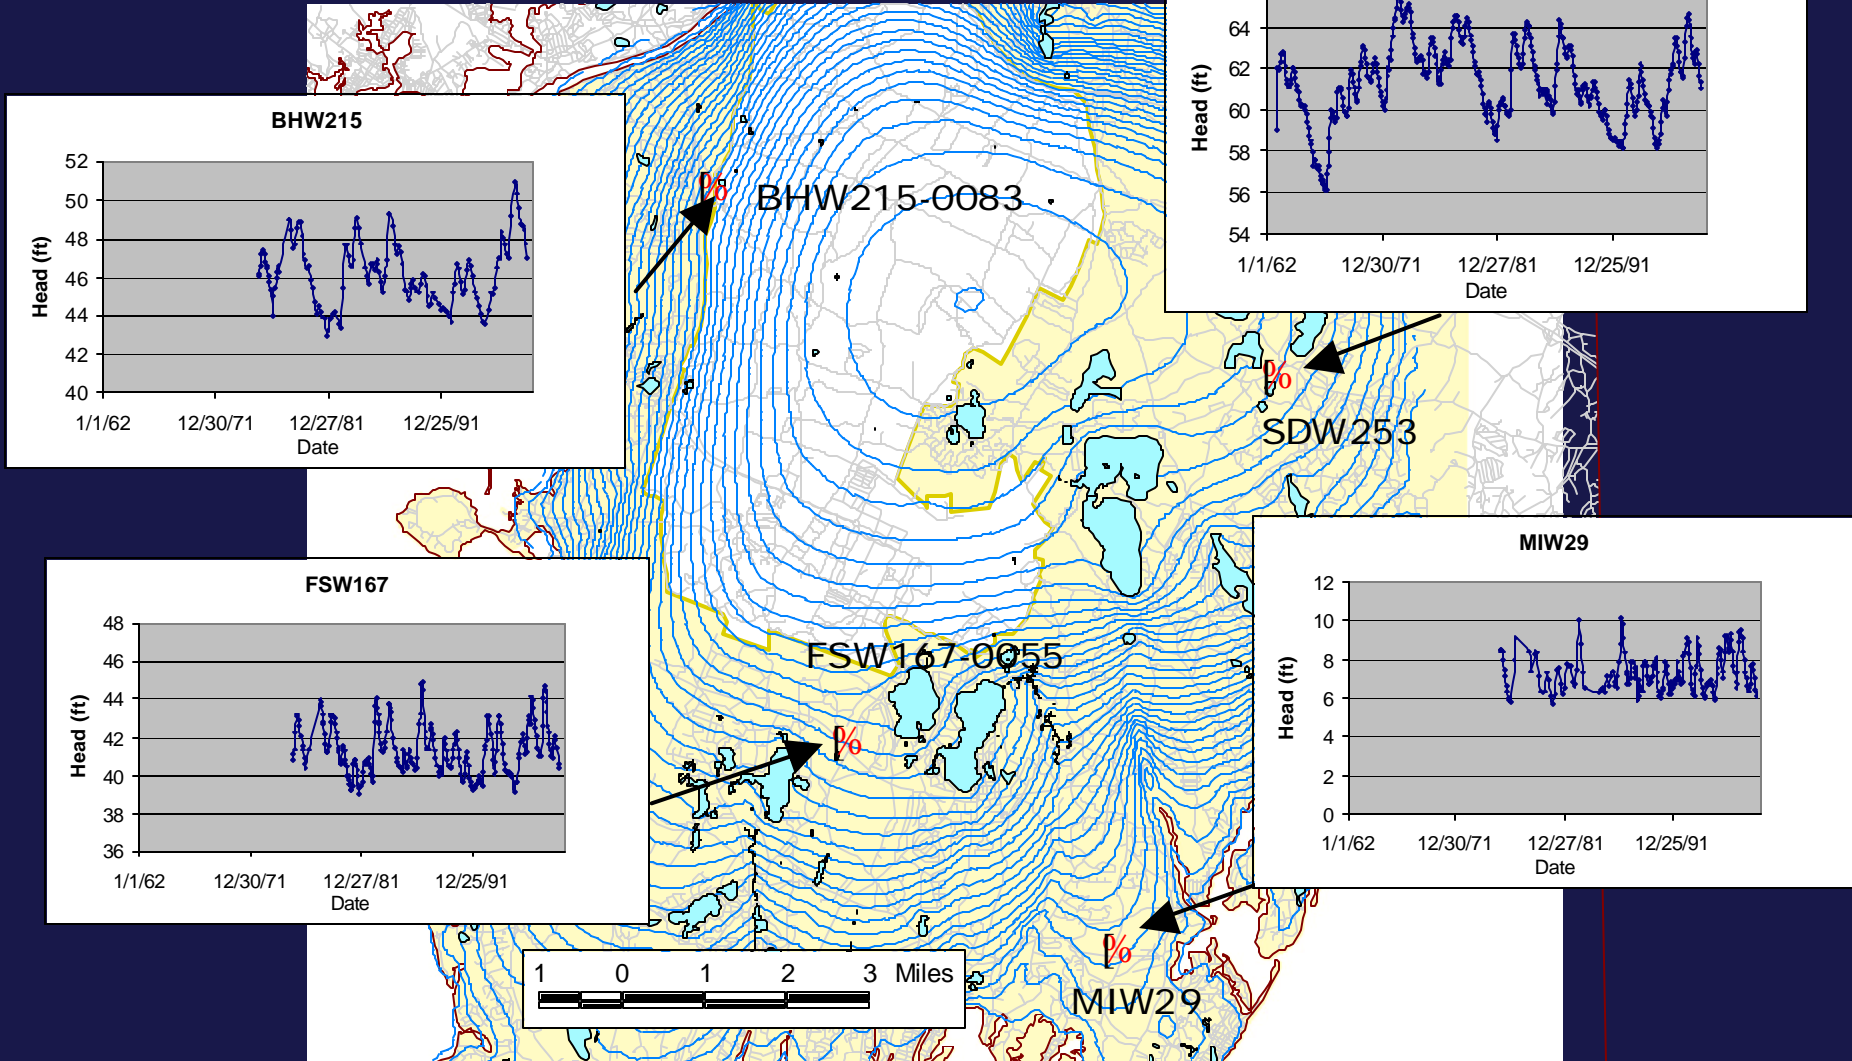 64
62
60
58
56
54
Head (ft)
1/1/62 12/30/71 12/27/81 12/25/91
Date
BHW215
52
50
48
46
44
42
40
Head (ft)
1/1/62 12/30/71 12/27/81 12/25/91
Date
[% BHW215-0083
[%
SDW253
FSW167
48
46
44
42
40
38
36
Head (ft)
1/1/62 12/30/71 12/27/81 12/25/91
Date
FSW167-0055
[%
MIW29
12
10
8
6
4
2
0
Head (ft)
1/1/62 12/30/71 12/27/81 12/25/91
Date
[%
MIW29
1 0 1 2 3 Miles